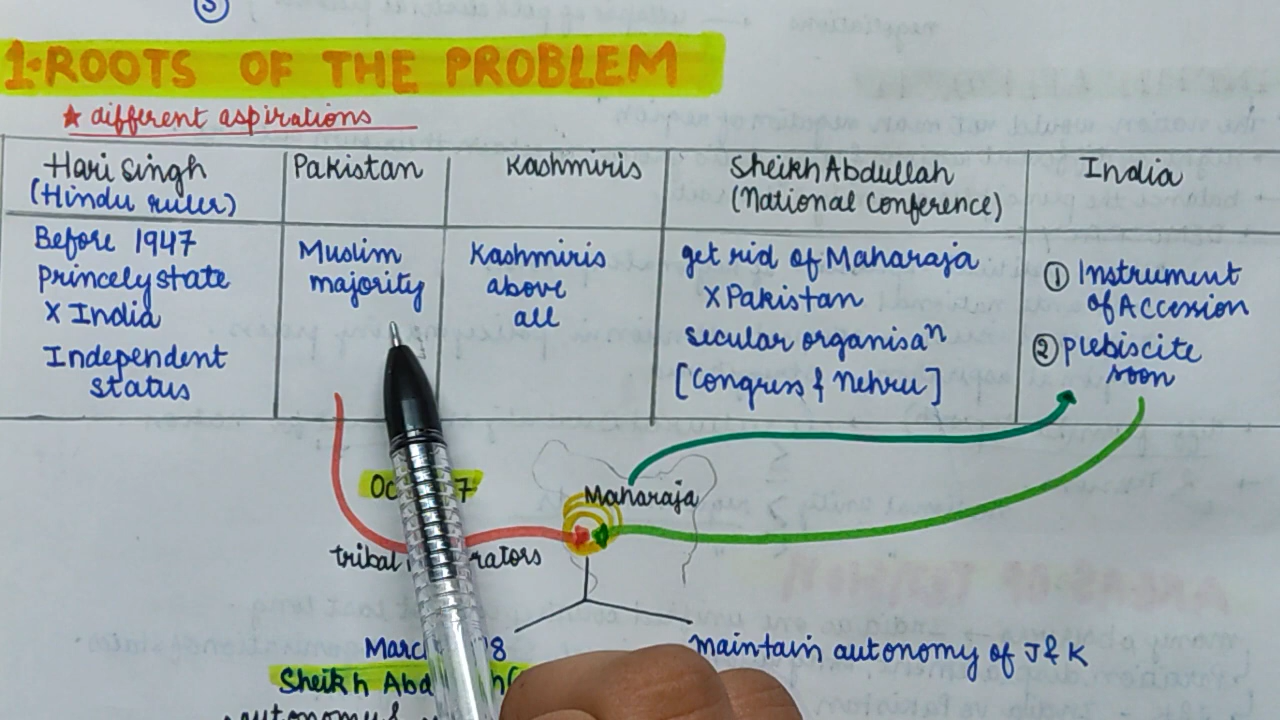 5
1. ROOTS OF THE PROBLEM
★ different aspirations
Hari Singh
(Hindu ruler)
Pakistan
Kashmiris
Sheikh Abdullah
(National Conference)
India
Before 1947
Princely state
X India
Independent
status
Muslim
majority
Kashmiris
above
all
get rid of Maharaja
X Pakistan
secular organisaⁿ
[Congress & Nehru]
① Instrument
of Accession
② Plebiscite
soon
Maharaja
tribal
maintain autonomy of J & K
Sheikh